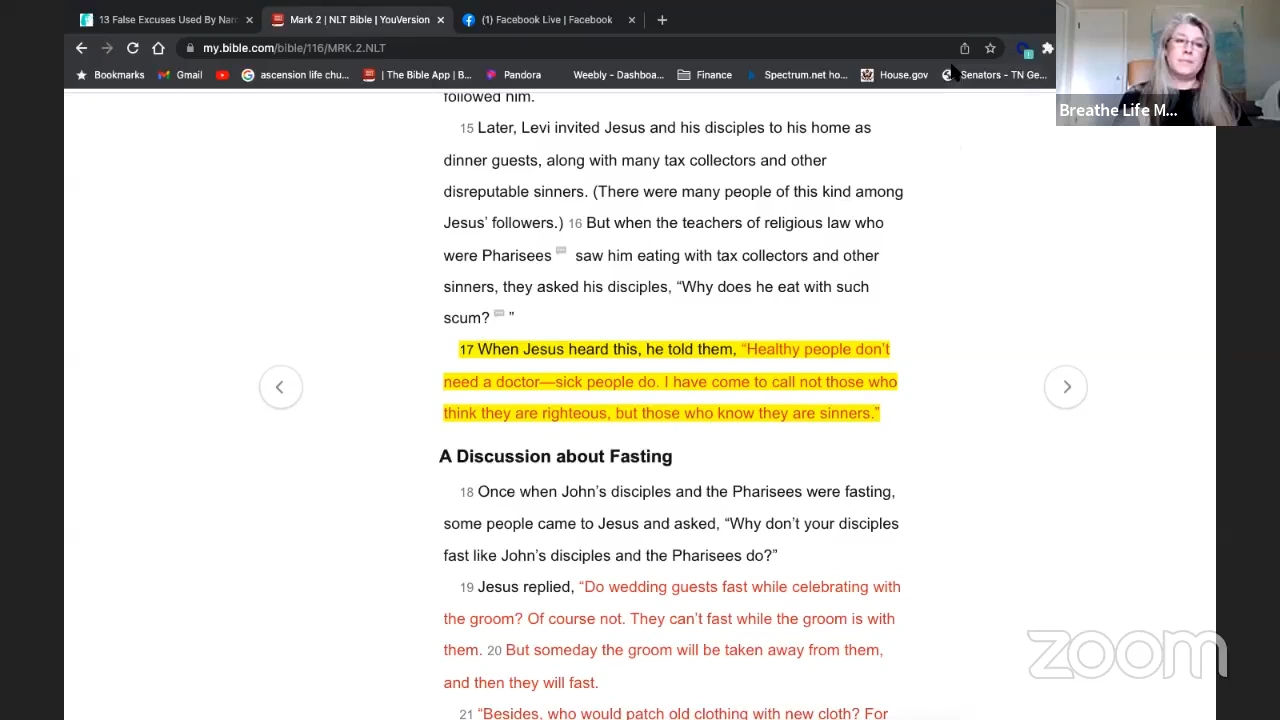 13 False Excuses Used By Nar
Mark 2 | NLT Bible | YouVersion
(1) Facebook Live | Facebook
my.bible.com/bible/116/MRK.2.NLT
Bookmarks
Gmail
ascension life chu...
| The Bible App | B...
Pandora
Weebly - Dashboa...
Finance
Spectrum.net ho...
House.gov
Senators - TN Ge...
Breathe Life M...
followed him.
15 Later, Levi invited Jesus and his disciples to his home as
dinner guests, along with many tax collectors and other
disreputable sinners. (There were many people of this kind among
Jesus’ followers.) 16 But when the teachers of religious law who
were Pharisees saw him eating with tax collectors and other
sinners, they asked his disciples, “Why does he eat with such
scum? ”
17 When Jesus heard this, he told them, “Healthy people don’t
need a doctor—sick people do. I have come to call not those who
think they are righteous, but those who know they are sinners.”
A Discussion about Fasting
18 Once when John’s disciples and the Pharisees were fasting,
some people came to Jesus and asked, “Why don’t your disciples
fast like John’s disciples and the Pharisees do?”
19 Jesus replied, “Do wedding guests fast while celebrating with
the groom? Of course not. They can’t fast while the groom is with
them. 20 But someday the groom will be taken away from them,
and then they will fast.
21 “Besides, who would patch old clothing with new cloth? For
zoom